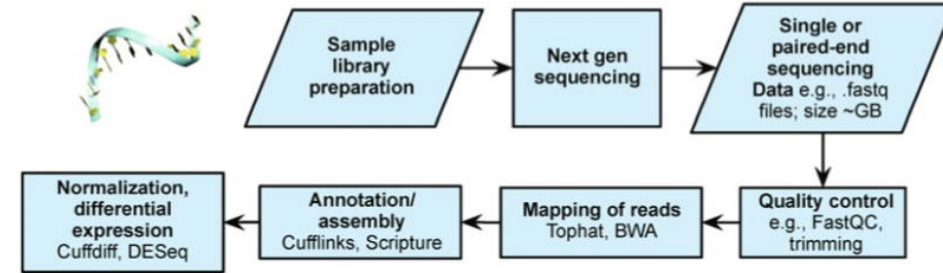 Sample
library
preparation
Next gen
sequencing
Single or
paired-end
sequencing
Data e.g., .fastq
files; size ~GB
Quality control
e.g., FastQC,
trimming
Mapping of reads
Tophat, BWA
Annotation/
assembly
Cufflinks, Scripture
Normalization,
differential
expression
Cuffdiff, DESeq